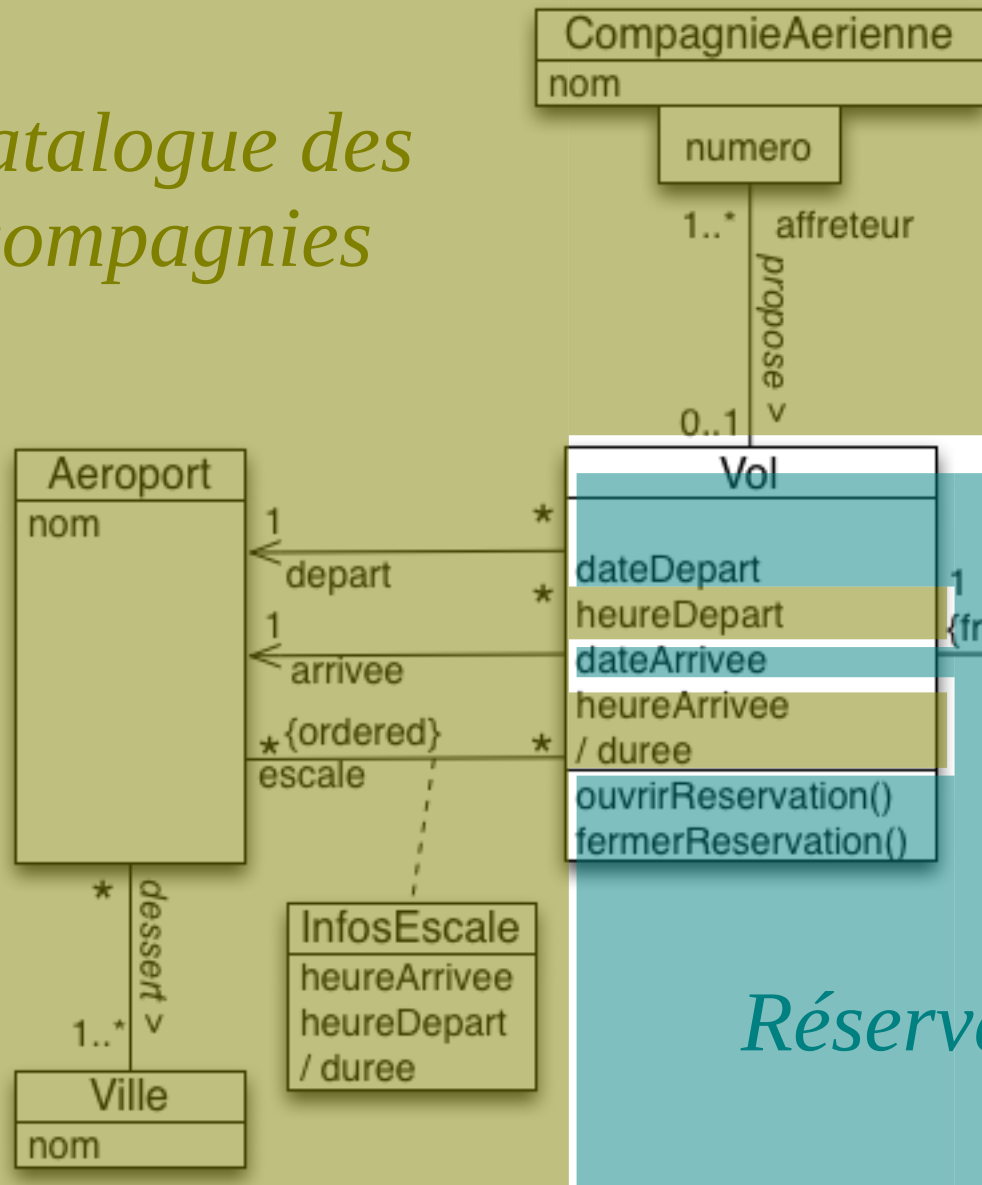 CompagnieAerienne
nom
numero
atalogue des
ompagnies
1..*
affreteur
propose >
0..1
Aeroport
nom
Vol
1
*
depart
dateDepart
1
*
heureDepart
{fr
1
arrivee
dateArrivee
heureArrivee
{ordered}
*
*
/ duree
escale
ouvrirReservation()
fermerReservation()
*
dessert >
InfosEscale
heureArrivee
heureDepart
/ duree
1..*
Réserv
Ville
nom